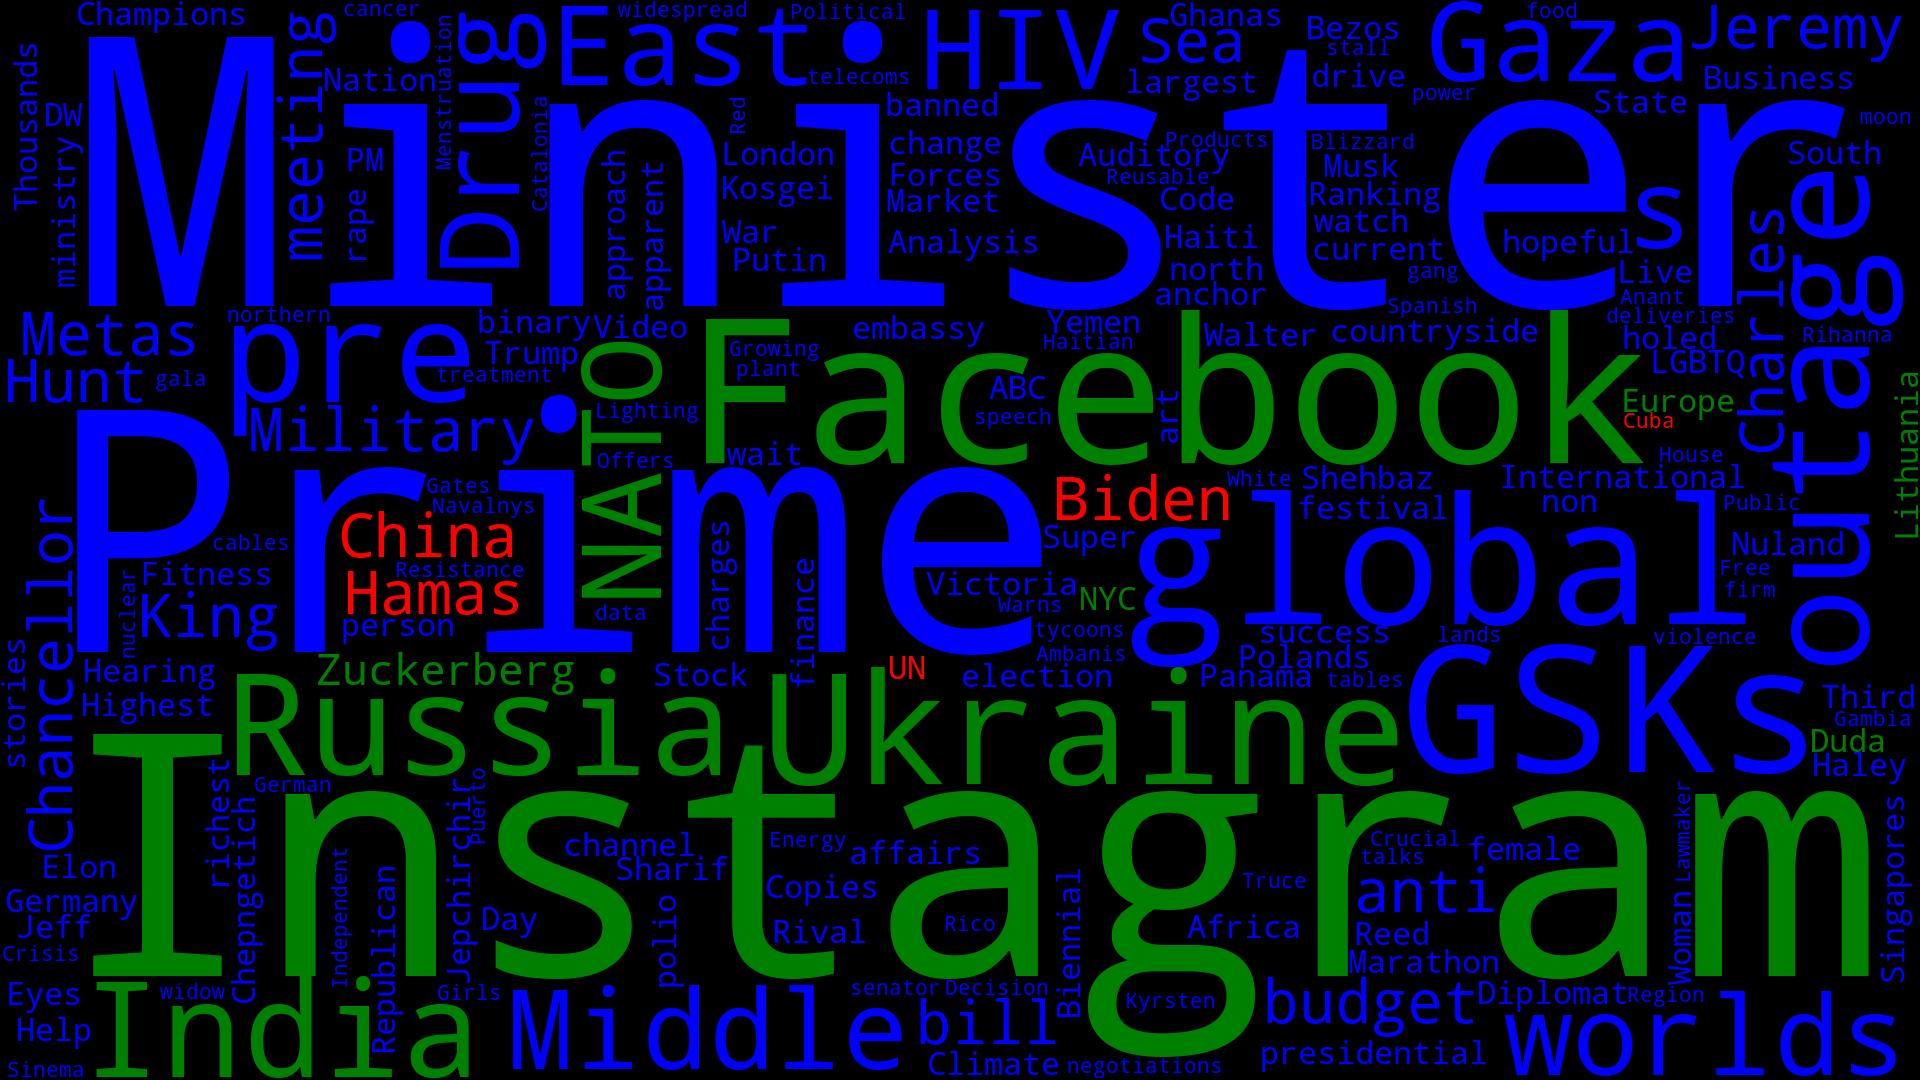 Champions
cancer
widespread
Political
Ghanas
Bezos
food
Thousands
meeting
Nation
Menstruation
Drug
East
telecoms
HIV
Sea
largest
stall
drive
Gaza
Jeremy
Business
power
State
moon
DW
ministry
Minister
PM
rape
Catalonia
Red
banned
change
Forces
Market
Analysis
London
Kosgei
War
Putin
approach
apparent
Products
Auditory
Reusable
Code
Haiti
north
anchor
Blizzard
Musk
Ranking
watch
current
gang
Spanish
hopeful
s
Live
Anant
deliveries
South
Charles
outage
Rihanna
holed
LGBTQ
Metas
northern
pre
binary
Video
Trump
treatment
embassy
Yemen
Haitian
Walter
countryside
Hunt
gala
Military
NATO
Growing
plant
Facebook
ABC
speech
art
Europe
Cuba
Lithuania
Lighting
Offers
wait
Prime
Gates
Navalnys
China
Resistance
Hamas
person
cables
Fitness
King
nuclear
Chancellor
data
charges
finance
Biden
White
Shehbaz
festival
International
non
House
Public
Super
global
Nuland
Free
firm
Victoria
Warns
NYC
tycoons
Ambanis
success
lands
violence
Polands
stories
Hearing
Highest
Zuckerberg
Stock
UN
election
Panama
tables
Russia
Ukraine
GSKs
Third
Gambia
Duda
Haley
richest
German
Chepngetich
Jepchirchir
Puerto
Instagram
Elon
Germany
Jeff
Crisis
Independent
Republican
Day
channel
Sharif
polio
Energy
affairs
Copies
Rival
Rico
Biennial
Truce
Africa
Crucial
talks
female
anti
Reed
Marathon
Lawmaker
Woman
Singapores
Eyes
widow
Help
Sinema
India
Girls
Middle
senator
Decision
bill
Climate
Kyrsten
negotiations
budget
Diplomat
Region
presidential
worlds